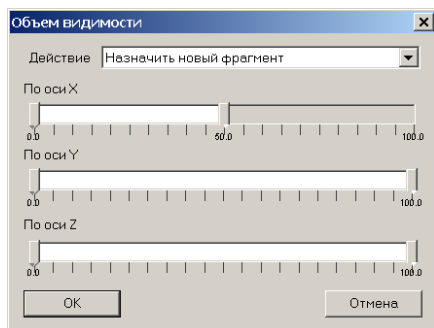 Объем видимости
Действие Назначить новый фрагмент
По оси X
0.0 50.0 100.0
По оси Y
0.0 100.0
По оси Z
0.0 100.0
OK Отмена